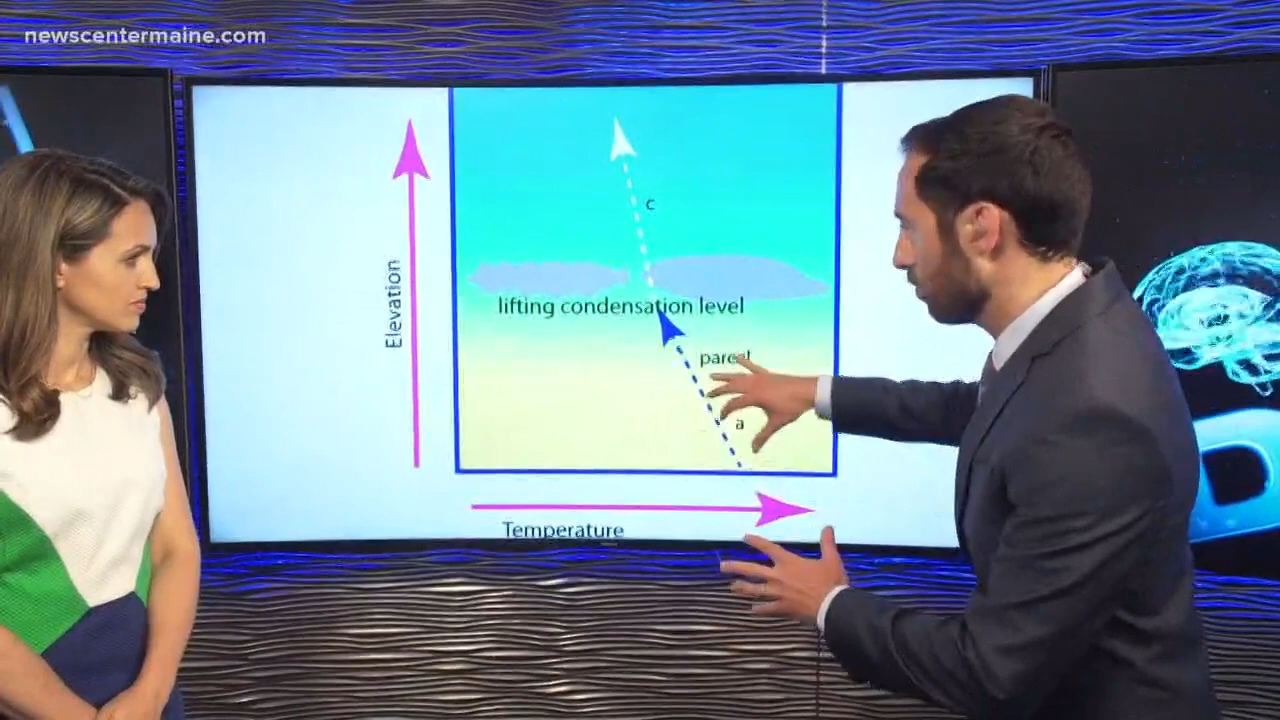 newscentermaine.com
c
Elevation
lifting condensation level
parcel
a
Temperature